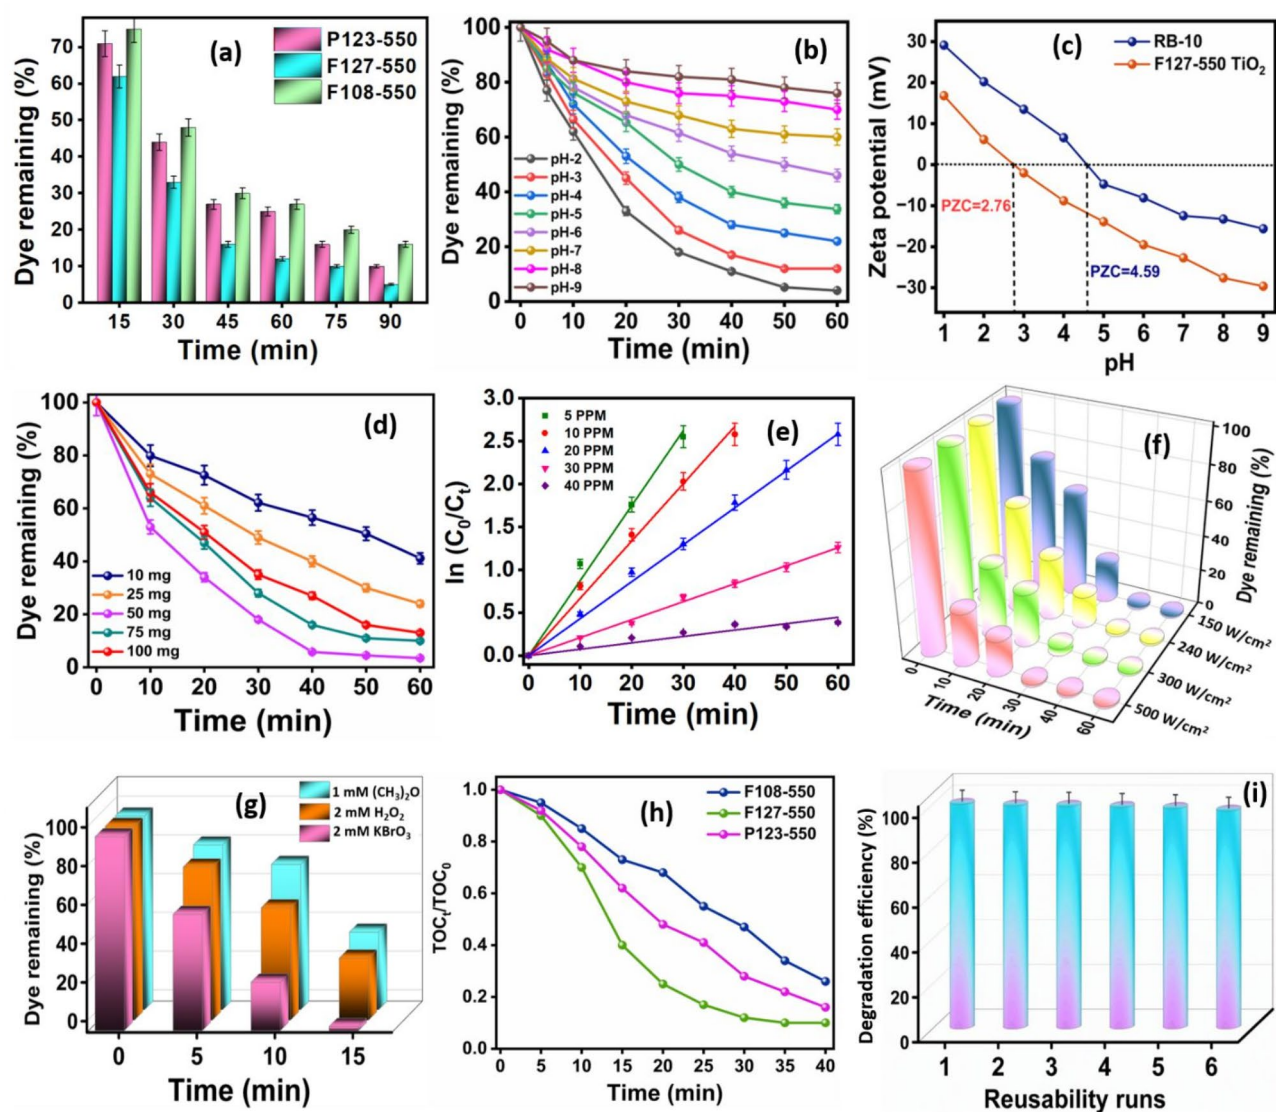 (a)
P123-550
F127-550
F108-550
Dye remaining (%)
70
60
50
40
30
20
10
0
15 30 45 60 75 90
Time (min)
(b)
Dye remaining (%)
100
80
60
40
20
0
pH-2
pH-3
pH-4
pH-5
pH-6
pH-7
pH-8
pH-9
0 10 20 30 40 50 60
Time (min)
(c)
RB-10
F127-550 TiO₂
Zeta potential (mV)
30
20
10
0
−10
−20
−30
PZC=2.76
PZC=4.59
1 2 3 4 5 6 7 8 9
pH
(d)
Dye remaining (%)
100
80
60
40
20
0
10 mg
25 mg
50 mg
75 mg
100 mg
0 10 20 30 40 50 60
Time (min)
(e)
ln (C₀/Cₜ)
3.0
2.5
2.0
1.5
1.0
0.5
0.0
5 PPM
10 PPM
20 PPM
30 PPM
40 PPM
0 10 20 30 40 50 60
Time (min)
(f)
Dye remaining (%)
100
80
60
40
20
0
150 W/cm²
240 W/cm²
300 W/cm²
500 W/cm²
0 10 20 30 40 60
Time (min)
(g)
1 mM (CH₃)₂O
2 mM H₂O₂
2 mM KBrO₃
Dye remaining (%)
100
80
60
40
20
0
0 5 10 15
Time (min)
(h)
F108-550
F127-550
P123-550
TOCₜ/TOC₀
1.0
0.8
0.6
0.4
0.2
0.0
0 5 10 15 20 25 30 35 40
Time (min)
(i)
Degradation efficiency (%)
100
80
60
40
20
0
1 2 3 4 5 6
Reusability runs